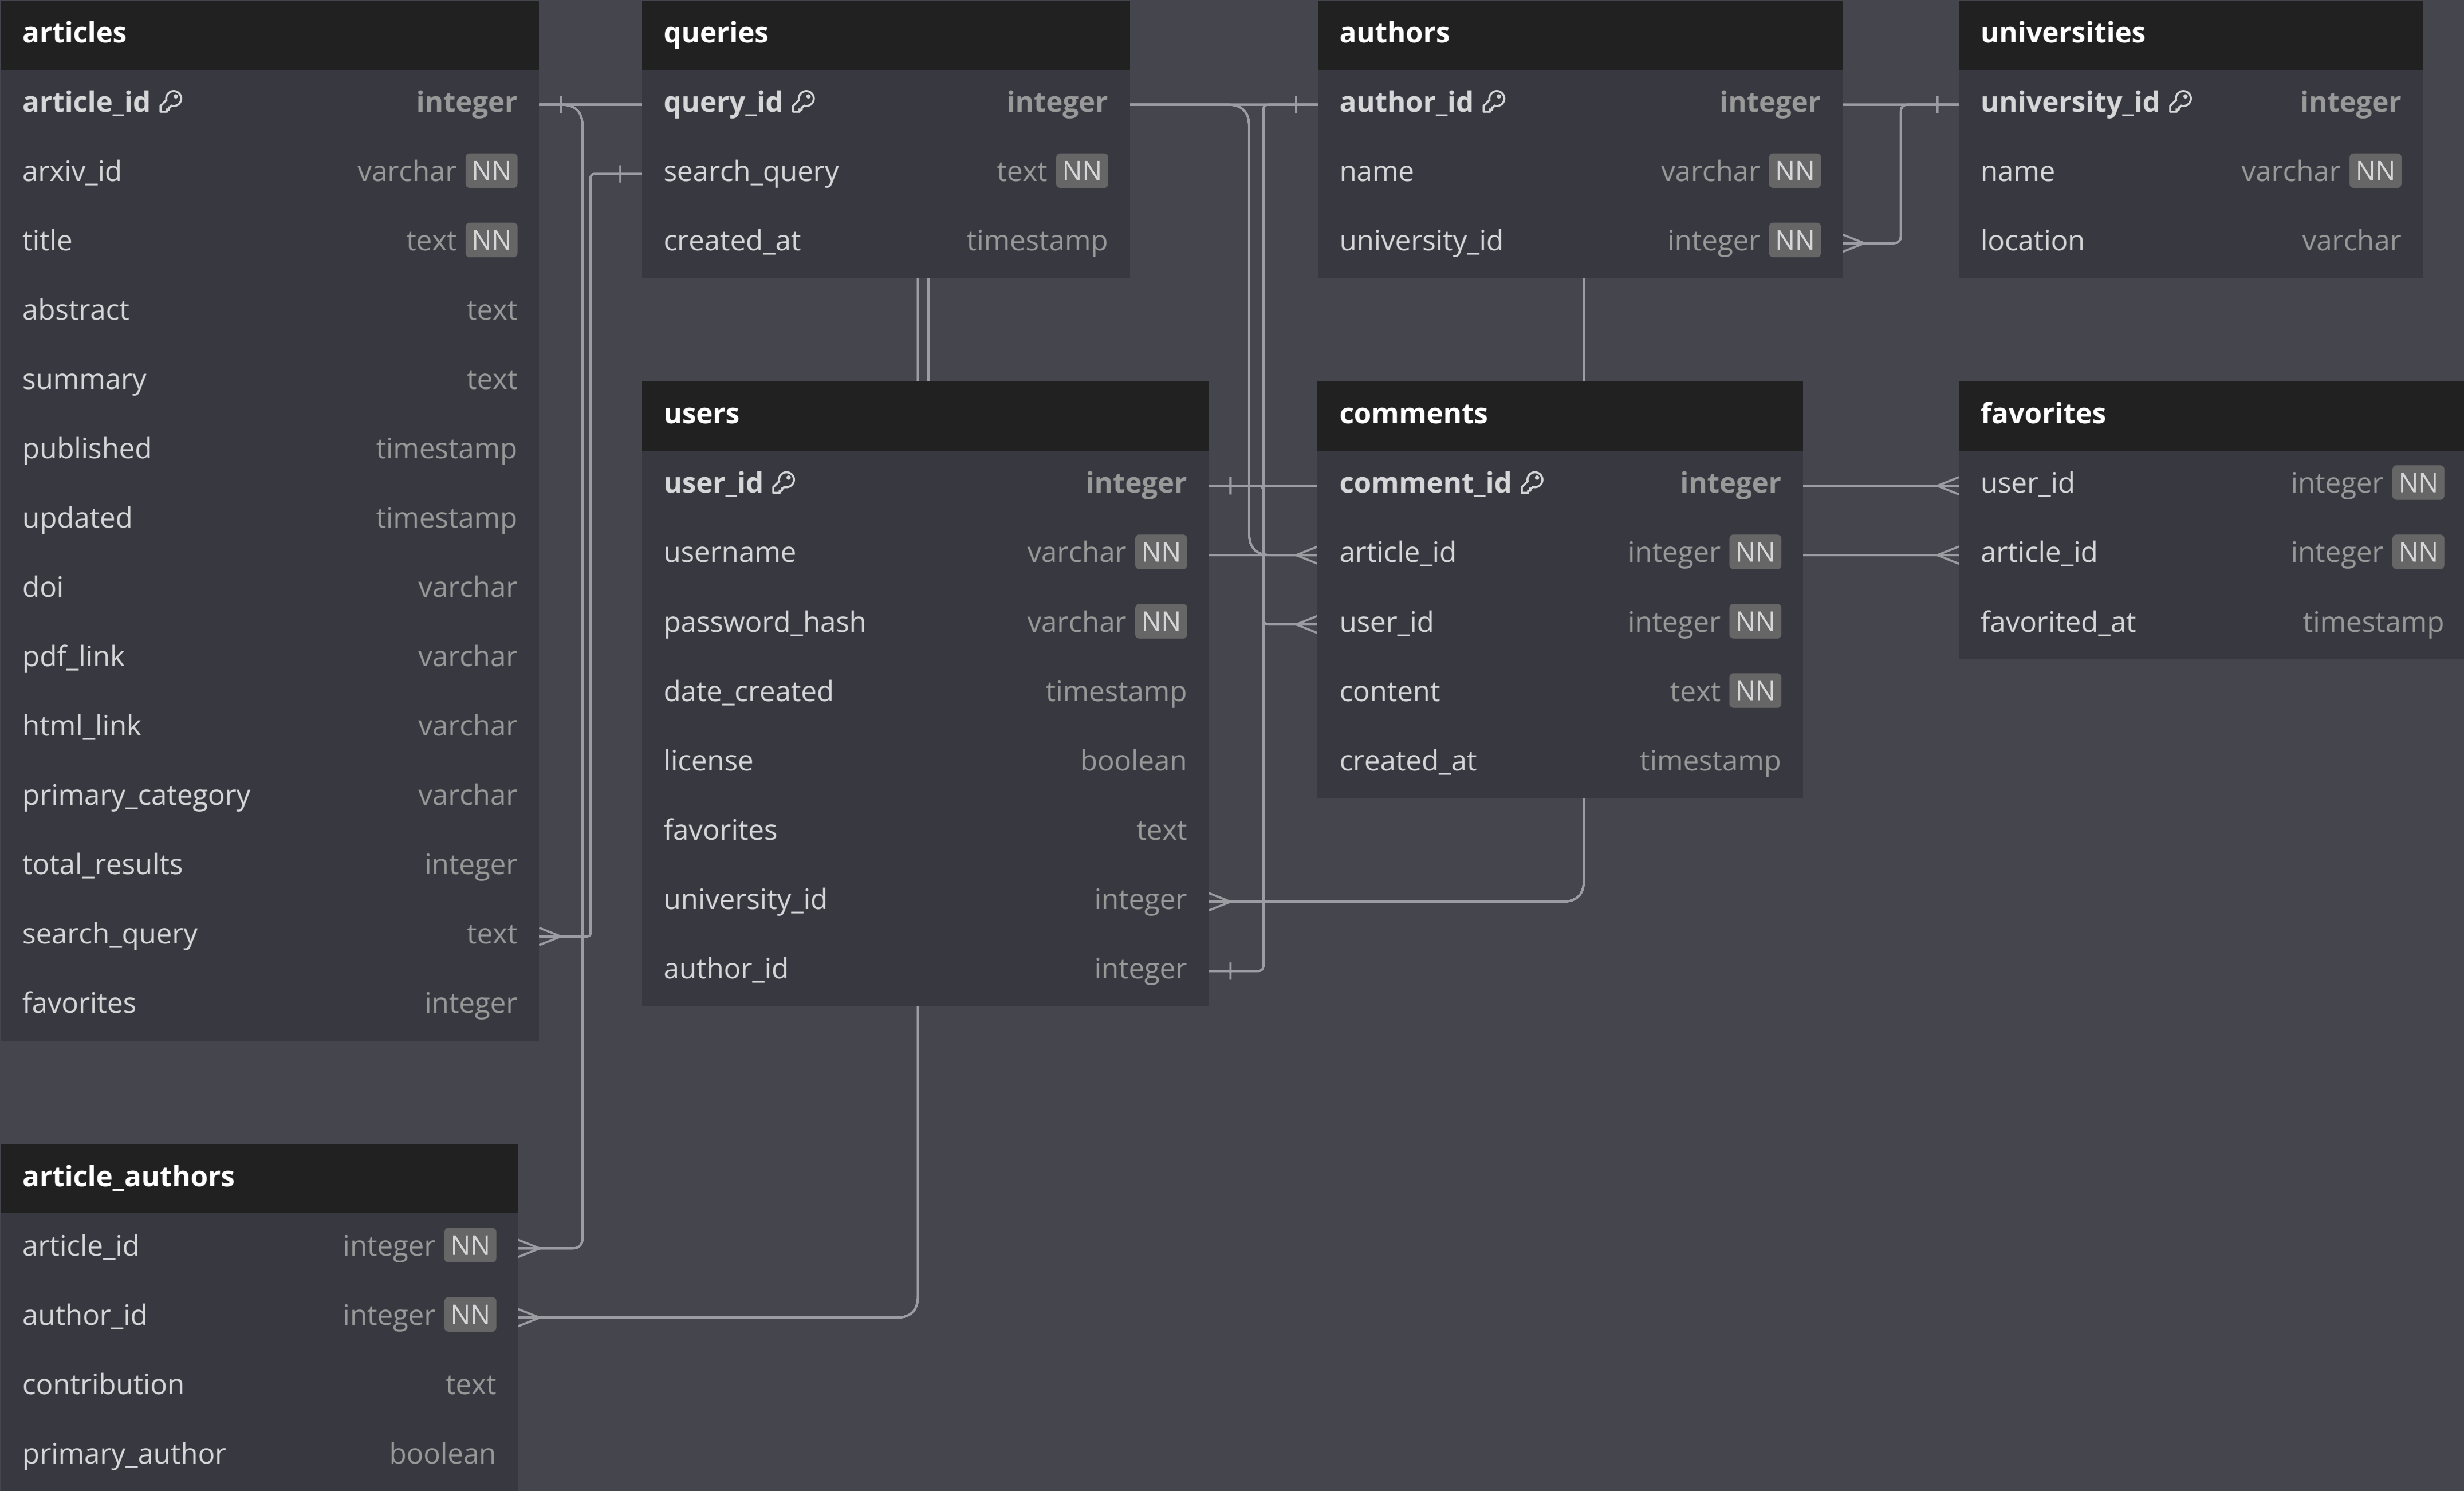 articles
article_id integer
arxiv_id varchar NN
title text NN
abstract text
summary text
published timestamp
updated timestamp
doi varchar
pdf_link varchar
html_link varchar
primary_category varchar
total_results integer
search_query text
favorites integer
queries
query_id integer
search_query text NN
created_at timestamp
authors
author_id integer
name varchar NN
university_id integer NN
universities
university_id integer
name varchar NN
location varchar
users
user_id integer
username varchar NN
password_hash varchar NN
date_created timestamp
license boolean
favorites text
university_id integer
author_id integer
comments
comment_id integer
article_id integer NN
user_id integer NN
content text NN
created_at timestamp
favorites
user_id integer NN
article_id integer NN
favorited_at timestamp
article_authors
article_id integer NN
author_id integer NN
contribution text
primary_author boolean